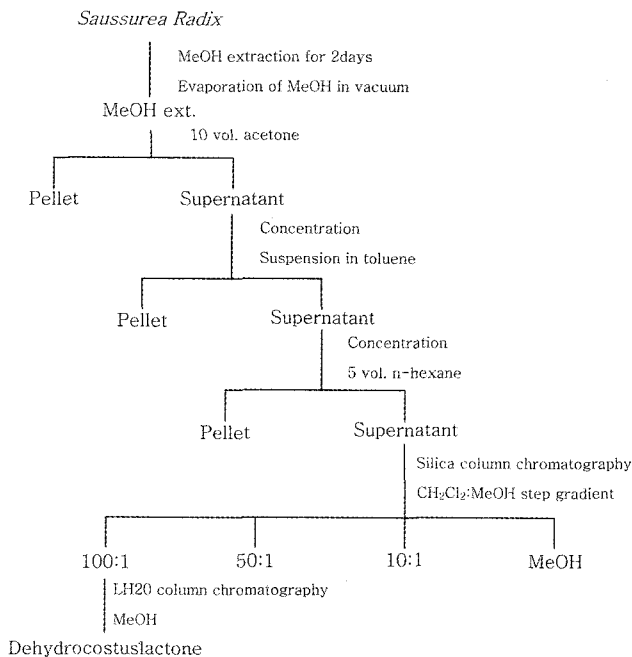 Saussurea Radix
MeOH extraction for 2days
Evaporation of MeOH in vacuum
MeOH ext.
10 vol. acetone
Pellet Supernatant
Concentration
Suspension in toluene
Pellet Supernatant
Concentration
5 vol. n-hexane
Pellet Supernatant
Silica column chromatography
CH₂Cl₂:MeOH step gradient
100:1 50:1 10:1 MeOH
LH20 column chromatography
MeOH
Dehydrocostuslactone